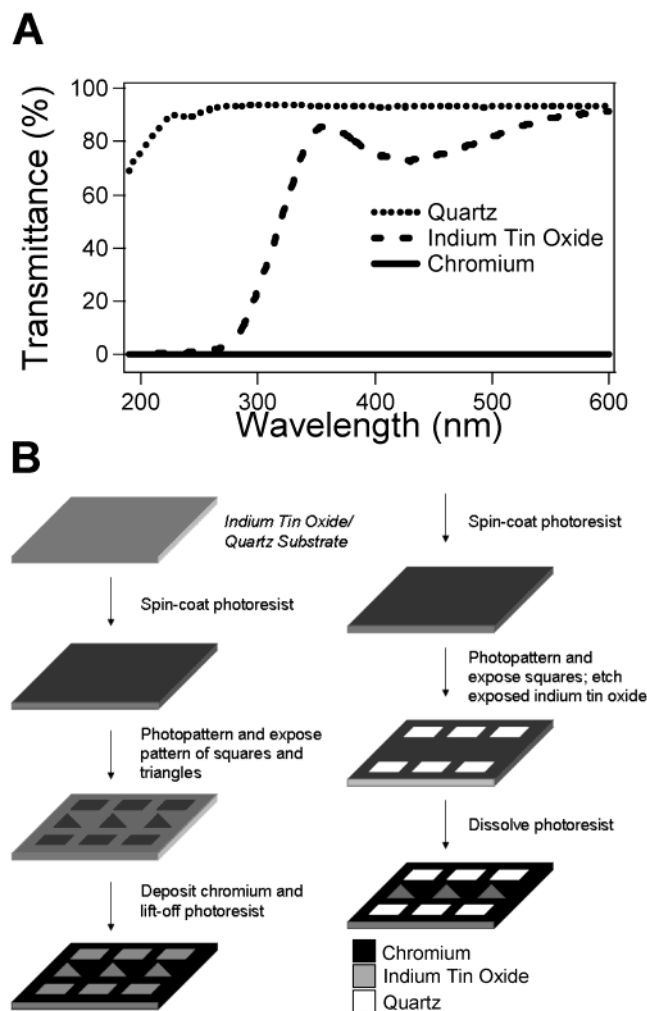 A
Transmittance (%)
100
80
60
40
20
0
Quartz
Indium Tin Oxide
Chromium
200
300
400
500
600
Wavelength (nm)
B
Indium Tin Oxide/
Quartz Substrate
Spin-coat photoresist
Photopattern and expose
pattern of squares and
triangles
Deposit chromium and
lift-off photoresist
Spin-coat photoresist
Photopattern and
expose squares; etch
exposed indium tin oxide
Dissolve photoresist
Chromium
Indium Tin Oxide
Quartz